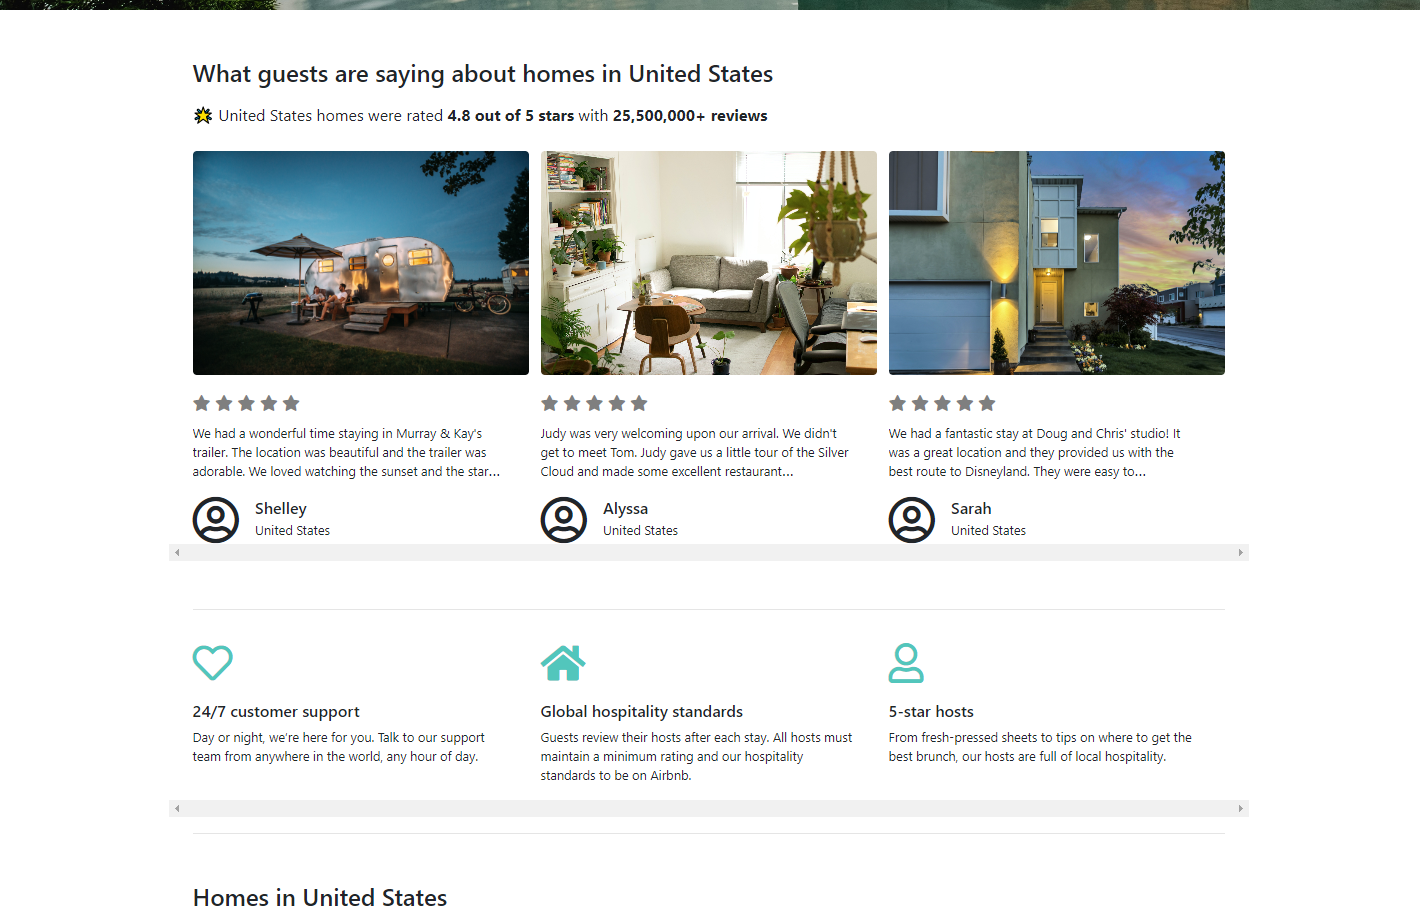 What guests are saying about homes in United States
United States homes were rated 4.8 out of 5 stars with 25,500,000+ reviews
We had a wonderful time staying in Murray & Kay's
trailer. The location was beautiful and the trailer was
adorable. We loved watching the sunset and the star...
Shelley
United States
Judy was very welcoming upon our arrival. We didn't
get to meet Tom. Judy gave us a little tour of the Silver
Cloud and made some excellent restaurant...
Alyssa
United States
We had a fantastic stay at Doug and Chris' studio! It
was a great location and they provided us with the
best route to Disneyland. They were easy to...
Sarah
United States
24/7 customer support
Day or night, we're here for you. Talk to our support
team from anywhere in the world, any hour of day.
Global hospitality standards
Guests review their hosts after each stay. All hosts must
maintain a minimum rating and our hospitality
standards to be on Airbnb.
5-star hosts
From fresh-pressed sheets to tips on where to get the
best brunch, our hosts are full of local hospitality.
Homes in United States